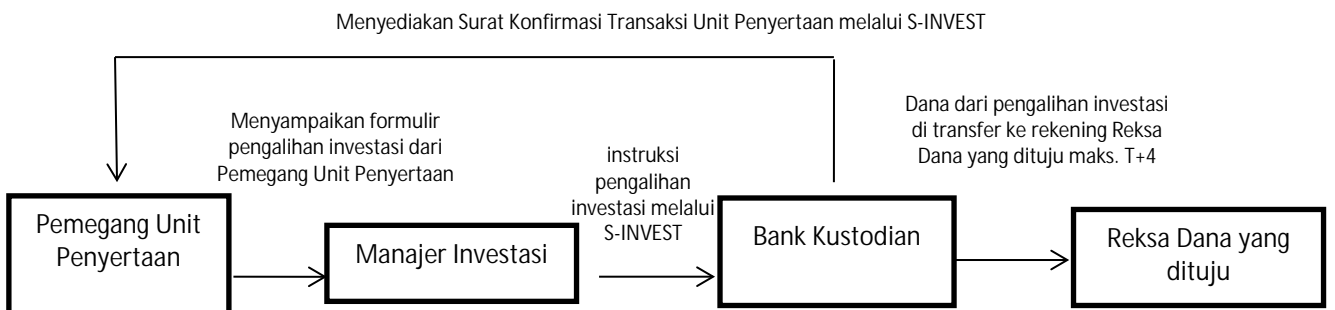 Menyediakan Surat Konfirmasi Transaksi Unit Penyertaan melalui S-INVEST
Menyampaikan formulir
pengalihan investasi dari
Pemegang Unit Penyertaan
instruksi
pengalihan
investasi melalui
S-INVEST
Dana dari pengalihan investasi
di transfer ke rekening Reksa
Dana yang dituju maks. T+4
Pemegang Unit
Penyertaan
Manajer Investasi
Bank Kustodian
Reksa Dana yang
dituju